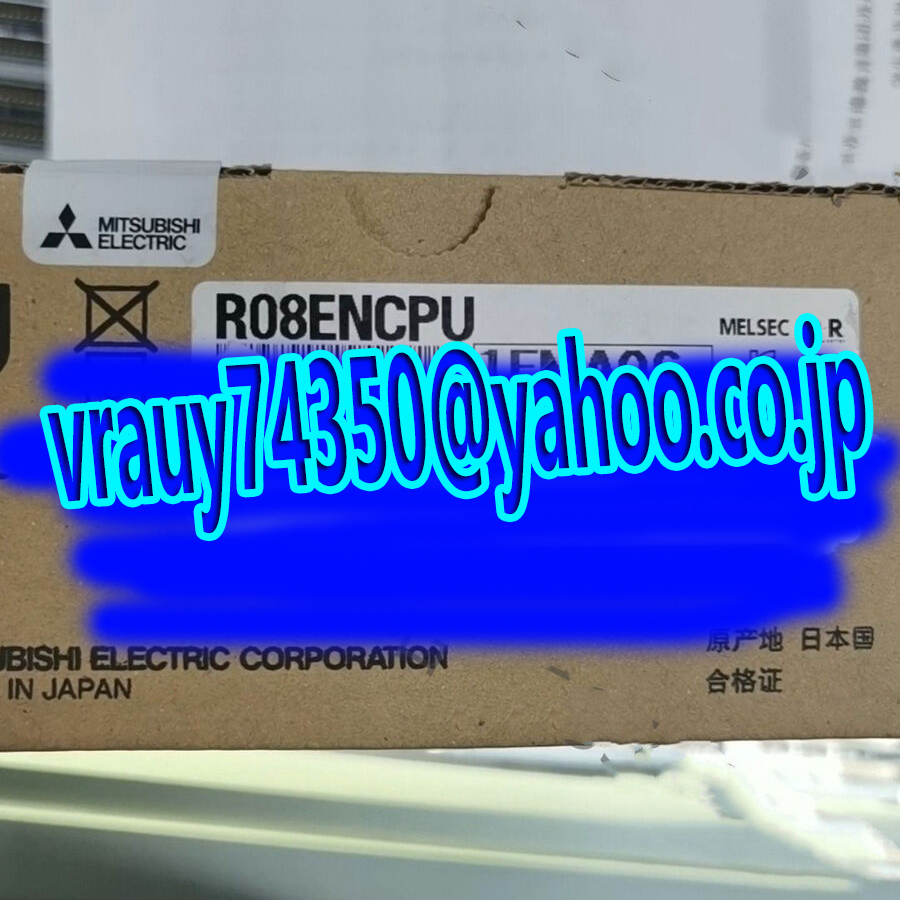 MITSUBISHI
ELECTRIC
R08ENCPU
MELSEC
R
vrauy74350@yahoo.co.jp
原产地 日本国
UBISHI ELECTRIC CORPORATION
IN JAPAN
合格证